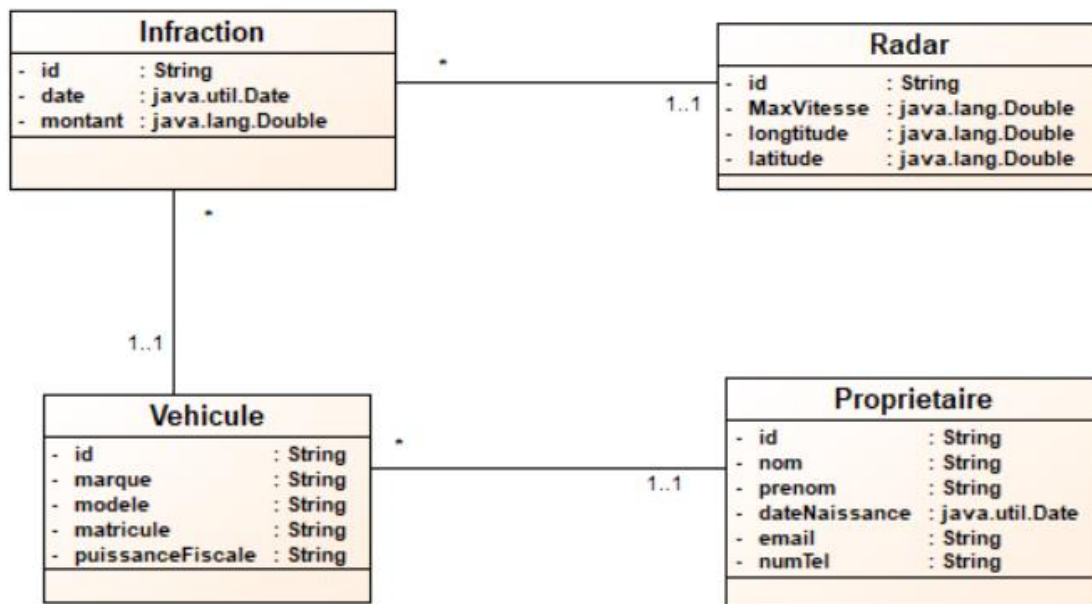 Infraction
- id : String
- date : java.util.Date
- montant : java.lang.Double
*
1..1
Radar
- id : String
- MaxVitesse : java.lang.Double
- longtitude : java.lang.Double
- latitude : java.lang.Double
*
1..1
Vehicule
- id : String
- marque : String
- modele : String
- matricule : String
- puissanceFiscale : String
*
1..1
Proprietaire
- id : String
- nom : String
- prenom : String
- dateNaissance : java.util.Date
- email : String
- numTel : String